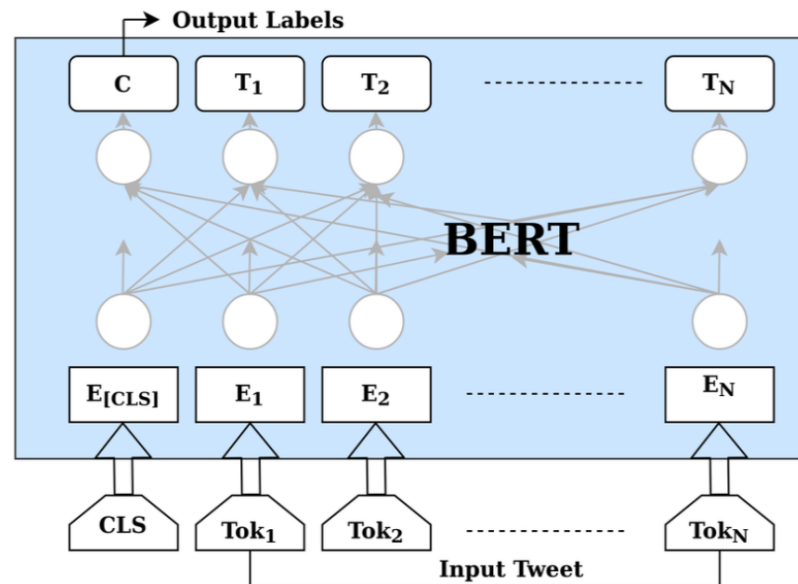 Output Labels
C T1 T2 TN
BERT
E[CLS] E1 E2 EN
CLS Tok1 Tok2 TokN
Input Tweet